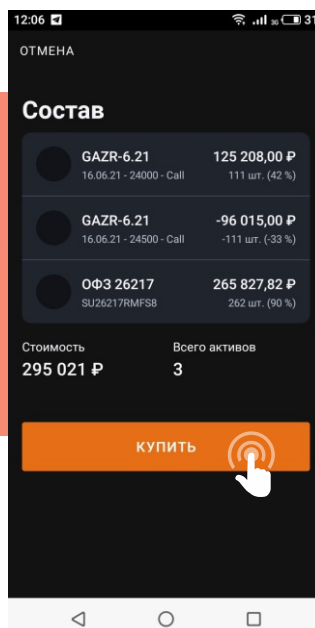 12:06
31
ОТМЕНА
Состав
GAZR-6.21 125 208,00 ₽
16.06.21 - 24000 - Call 111 шт. (42 %)
GAZR-6.21 -96 015,00 ₽
16.06.21 - 24500 - Call -111 шт. (-33 %)
ОФЗ 26217 265 827,82 ₽
SU26217RMFS8 262 шт. (90 %)
Стоимость Всего активов
295 021 ₽ 3
КУПИТЬ